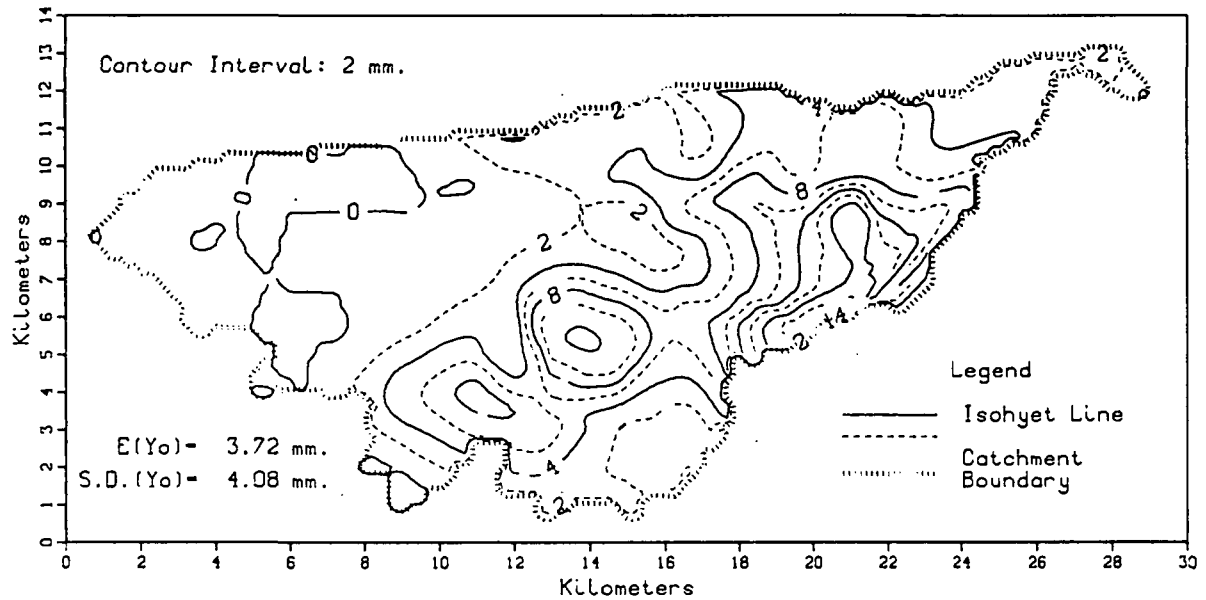 Contour Interval: 2 mm.
Kilometers
14
13
12
11
10
9
8
7
6
5
4
3
2
1
0
2
4
2
0
0
8
0
2
2
8
14
2
4
2
E(Yo)= 3.72 mm.
S.D.(Yo)= 4.08 mm.
Legend
Isohyet Line
Catchment
Boundary
0 2 4 6 8 10 12 14 16 18 20 22 24 26 28 30
Kilometers